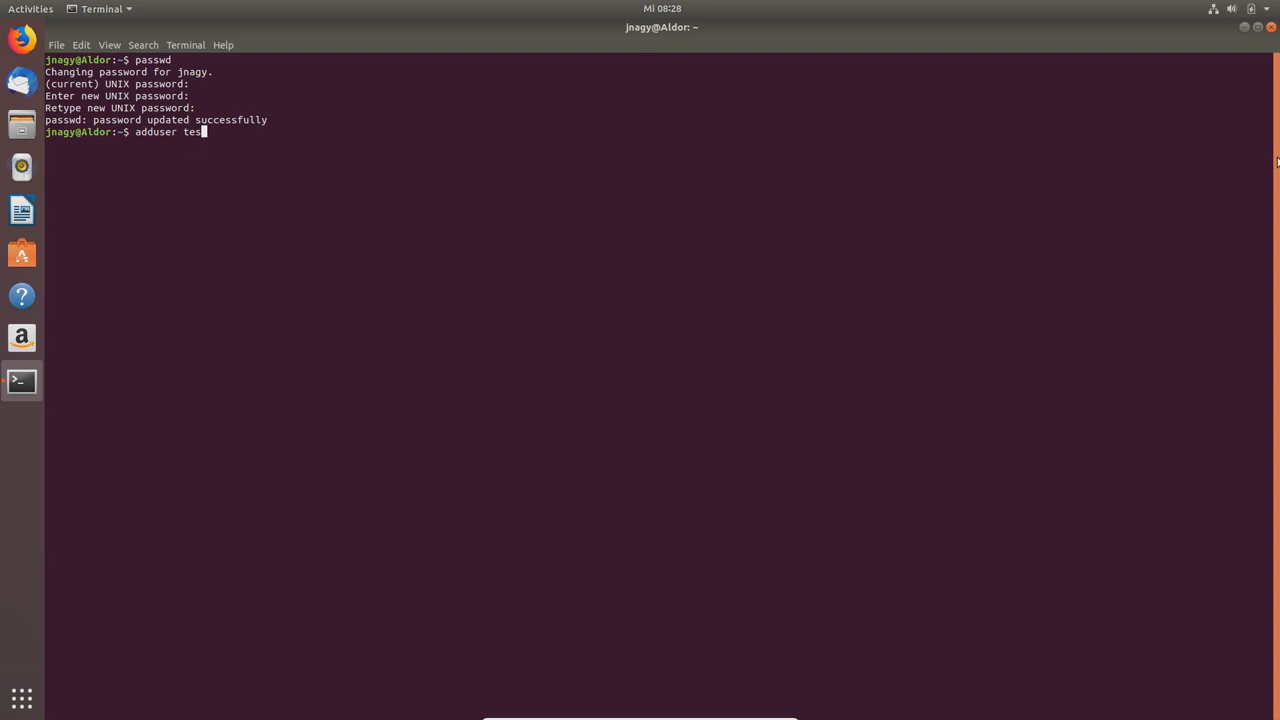 Activities Terminal Mi 08:28
jnagy@Aldor: ~
File Edit View Search Terminal Help
jnagy@Aldor:~$ passwd
Changing password for jnagy.
(current) UNIX password:
Enter new UNIX password:
Retype new UNIX password:
passwd: password updated successfully
jnagy@Aldor:~$ adduser tes